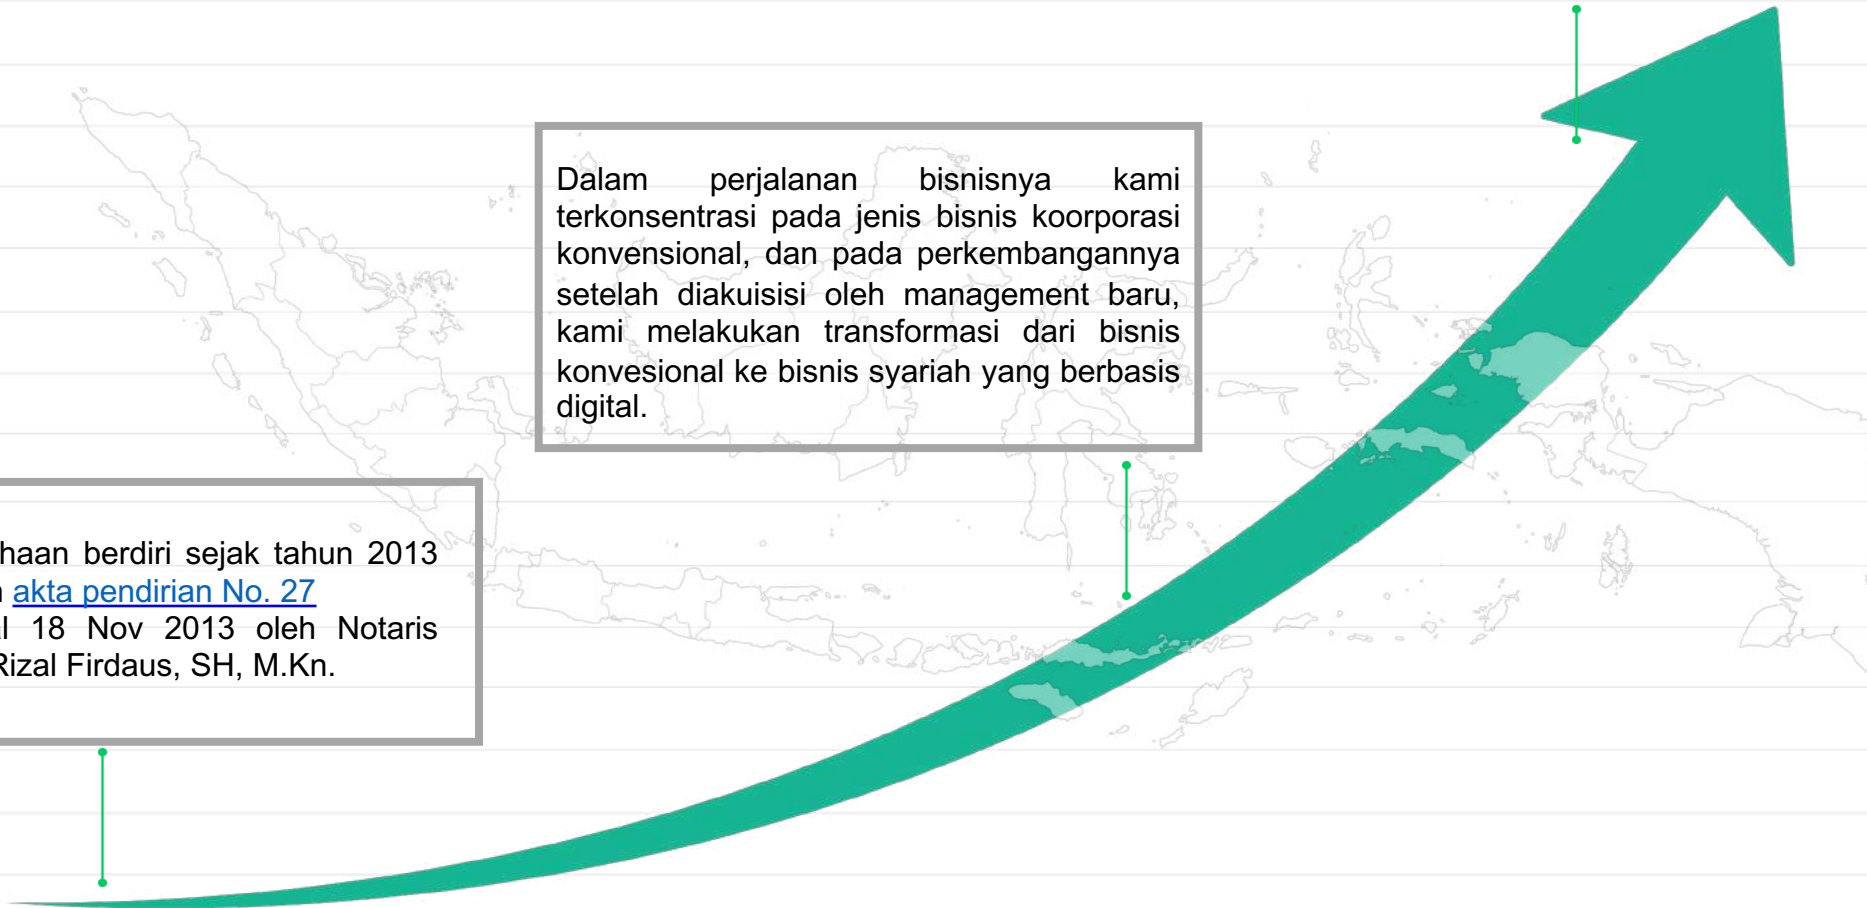 Dalam perjalanan bisnisnya kami
terkonsentrasi pada jenis bisnis koorporasi
konvensional, dan pada perkembangannya
setelah diakuisisi oleh management baru,
kami melakukan transformasi dari bisnis
konvesional ke bisnis syariah yang berbasis
digital.
haan berdiri sejak tahun 2013
akta pendirian No. 27
18 Nov 2013 oleh Notaris
Rizal Firdaus, SH, M.Kn.